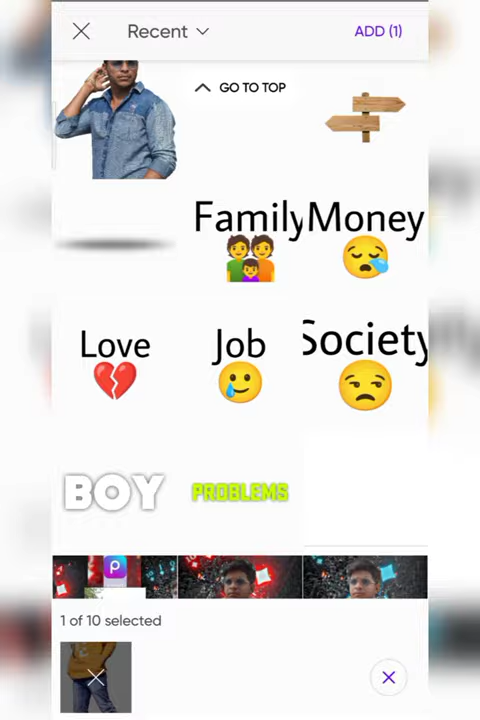 Recent
ADD (1)
GO TO TOP
Family
Money
Love
Job
Society
BOY
PROBLEMS
1 of 10 selected